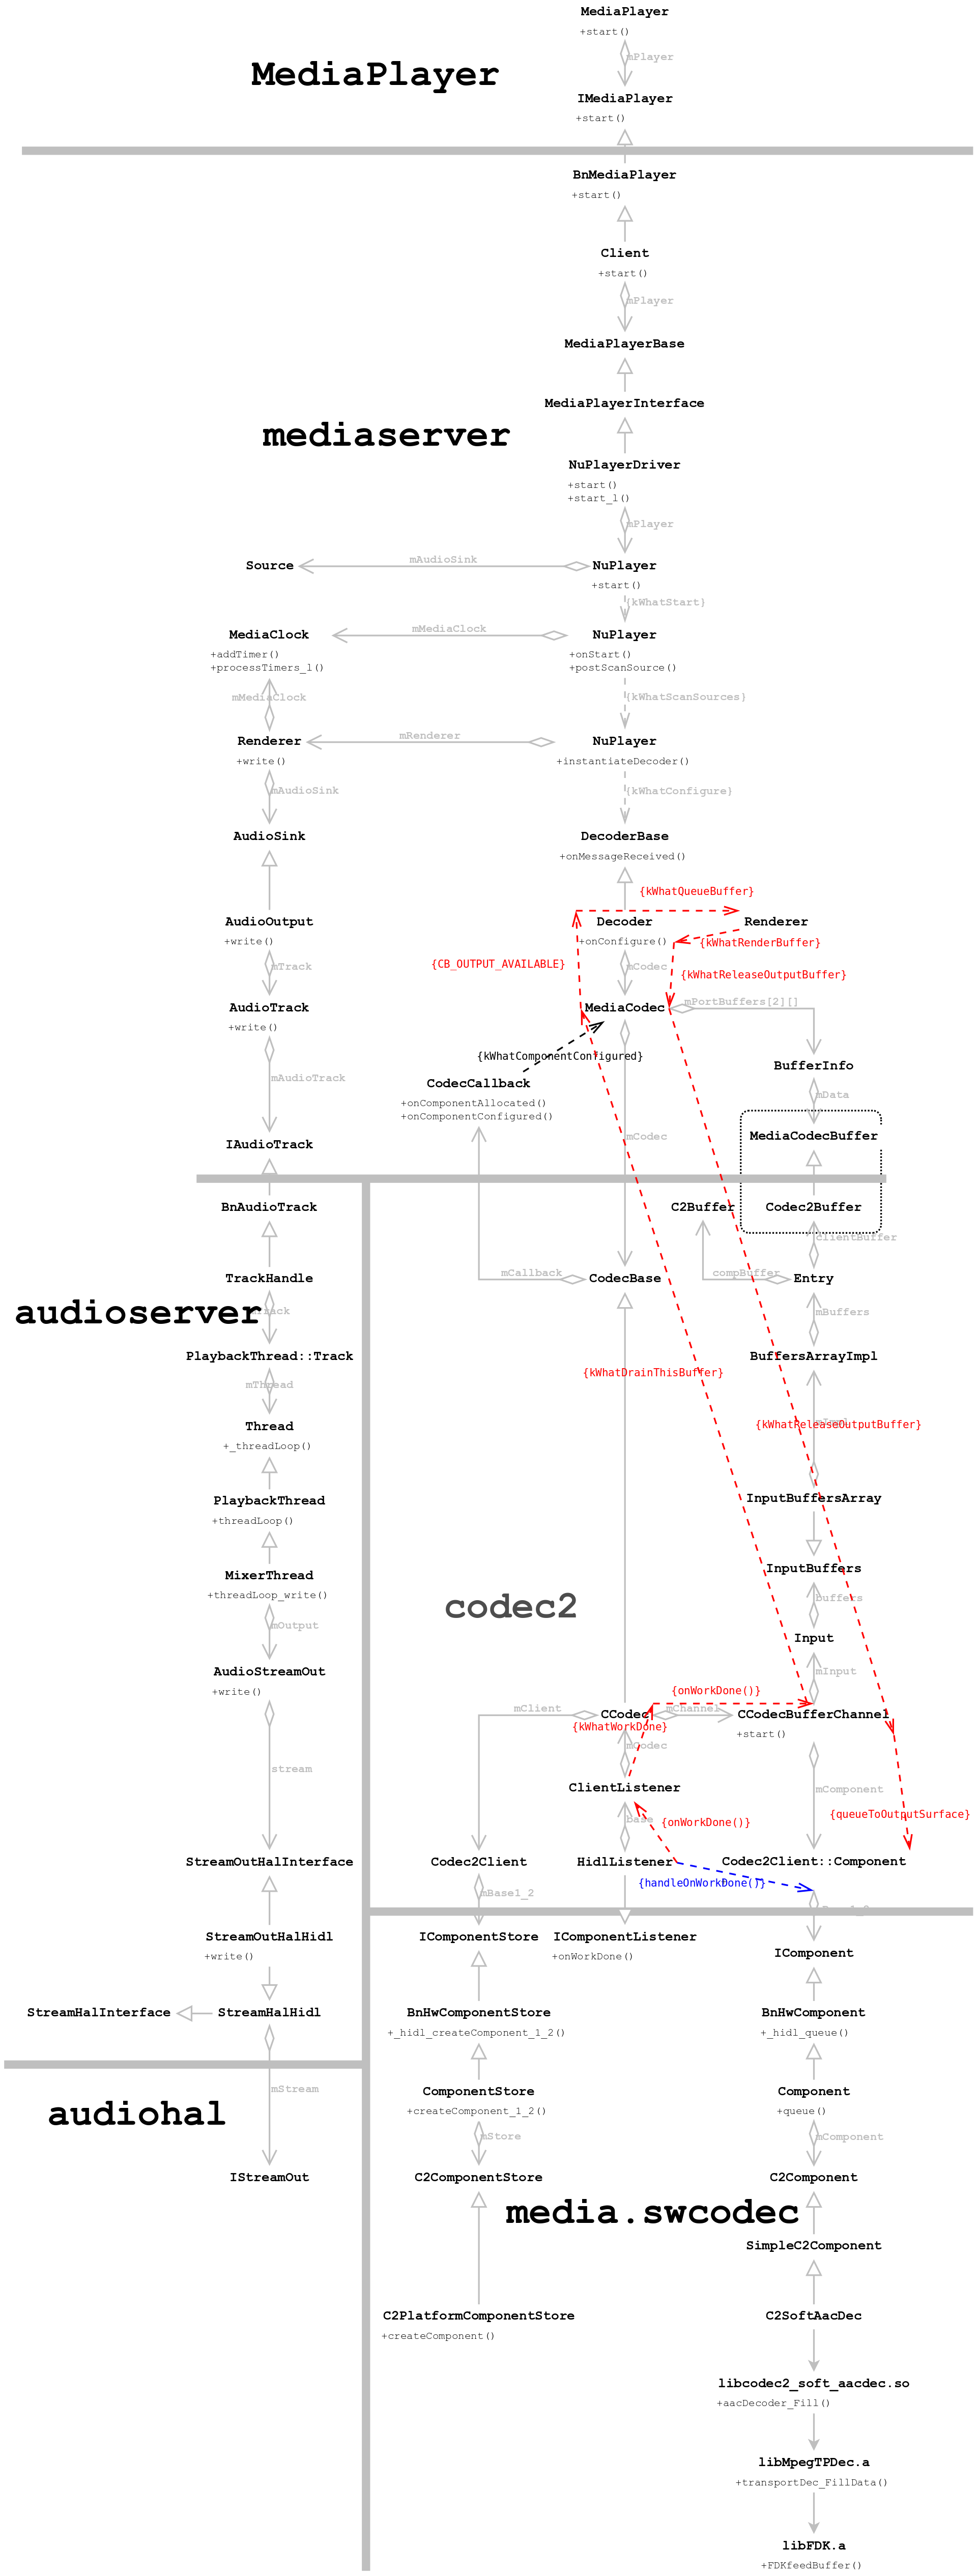 MediaPlayer
+start()
mPlayer
MediaPlayer
IMediaPlayer
+start()
BnMediaPlayer
+start()
Client
+start()
mPlayer
MediaPlayerBase
MediaPlayerInterface
mediaserver
NuPlayerDriver
+start()
+start_l()
mPlayer
Source
mAudioSink
NuPlayer
+start()
{kWhatStart}
MediaClock
mMediaClock
NuPlayer
+addTimer()
+processTimers_l()
+onStart()
+postScanSource()
mMediaClock
{kWhatScanSources}
Renderer
mRenderer
NuPlayer
+write()
+instantiateDecoder()
mAudioSink
{kWhatConfigure}
AudioSink
DecoderBase
+onMessageReceived()
{kWhatQueueBuffer}
AudioOutput
Decoder
Renderer
+write()
+onConfigure()
{kWhatRenderBuffer}
mTrack
{CB_OUTPUT_AVAILABLE}
mCodec
{kWhatReleaseOutputBuffer}
AudioTrack
MediaCodec
mPortBuffers[2][]
+write()
{kWhatComponentConfigured}
BufferInfo
mAudioTrack
CodecCallback
mData
+onComponentAllocated()
+onComponentConfigured()
IAudioTrack
mCodec
MediaCodecBuffer
BnAudioTrack
C2Buffer
Codec2Buffer
clientBuffer
TrackHandle
mCallback
CodecBase
compBuffer
Entry
audioserver
mBuffers
PlaybackThread::Track
BuffersArrayImpl
mThread
{kWhatDrainThisBuffer}
Thread
{kWhatReleaseOutputBuffer}
+_threadLoop()
PlaybackThread
InputBuffersArray
+threadLoop()
MixerThread
InputBuffers
+threadLoop_write()
codec2
buffers
mOutput
Input
AudioStreamOut
mInput
+write()
{onWorkDone()}
mClient
CCodec
mChannel
CCodecBufferChannel
{kWhatWorkDone}
+start()
mCodec
stream
ClientListener
mComponent
base
{onWorkDone()}
{queueToOutputSurface}
StreamOutHalInterface
Codec2Client
HidlListener
Codec2Client::Component
mBase1_2
{handleOnWorkDone()}
StreamOutHalHidl
IComponentStore
IComponentListener
+write()
+onWorkDone()
IComponent
StreamHalInterface
StreamHalHidl
BnHwComponentStore
BnHwComponent
+_hidl_createComponent_1_2()
+_hidl_queue()
mStream
ComponentStore
Component
audiohal
+createComponent_1_2()
+queue()
mStore
mComponent
IStreamOut
C2ComponentStore
C2Component
media.swcodec
SimpleC2Component
C2PlatformComponentStore
C2SoftAacDec
+createComponent()
libcodec2_soft_aacdec.so
+aacDecoder_Fill()
libMpegTPDec.a
+transportDec_FillData()
libFDK.a
+FDKfeedBuffer()